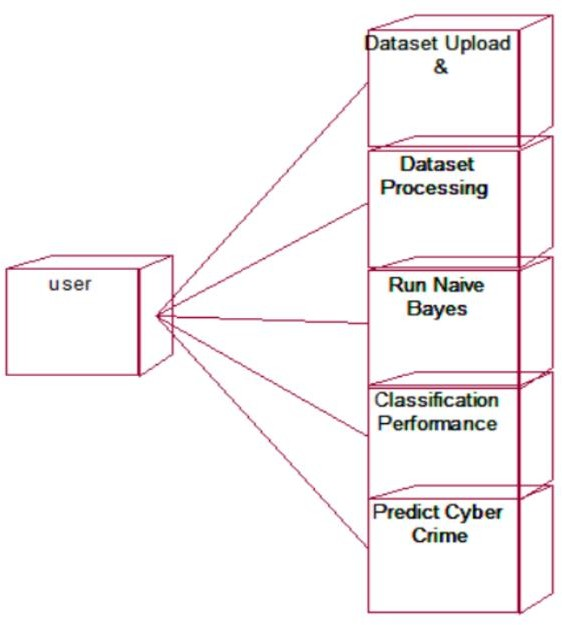 Dataset Upload
&
Dataset
Processing
user
Run Naive
Bayes
Classification
Performance
Predict Cyber
Crime